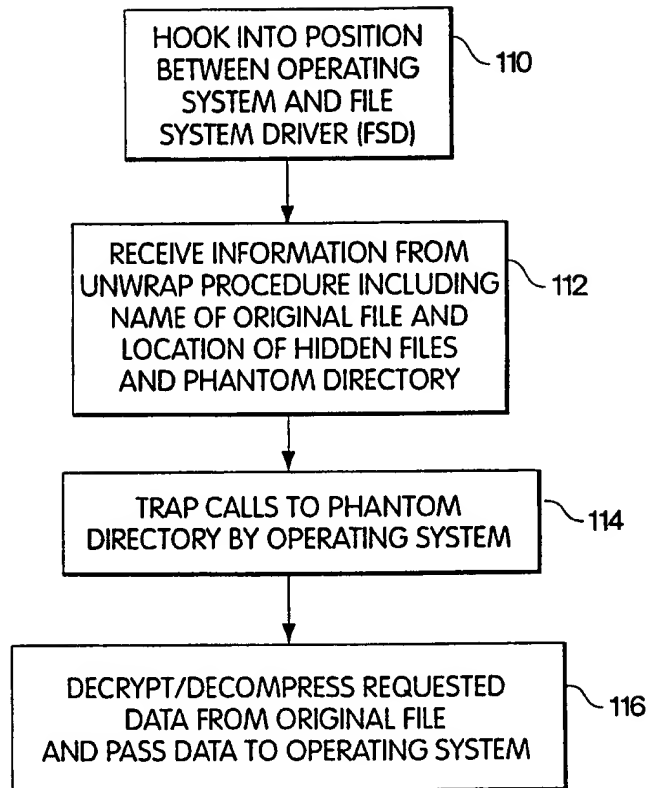 HOOK INTO POSITION
BETWEEN OPERATING
SYSTEM AND FILE
SYSTEM DRIVER (FSD)
110
RECEIVE INFORMATION FROM
UNWRAP PROCEDURE INCLUDING
NAME OF ORIGINAL FILE AND
LOCATION OF HIDDEN FILES
AND PHANTOM DIRECTORY
112
TRAP CALLS TO PHANTOM
DIRECTORY BY OPERATING SYSTEM
114
DECRYPT/DECOMPRESS REQUESTED
DATA FROM ORIGINAL FILE
AND PASS DATA TO OPERATING SYSTEM
116